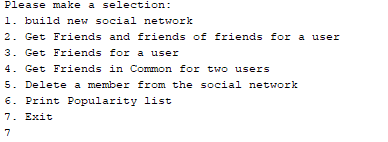 Please make a selection:
1. build new social network
2. Get Friends and friends of friends for a user
3. Get Friends for a user
4. Get Friends in Common for two users
5. Delete a member from the social network
6. Print Popularity list
7. Exit
7